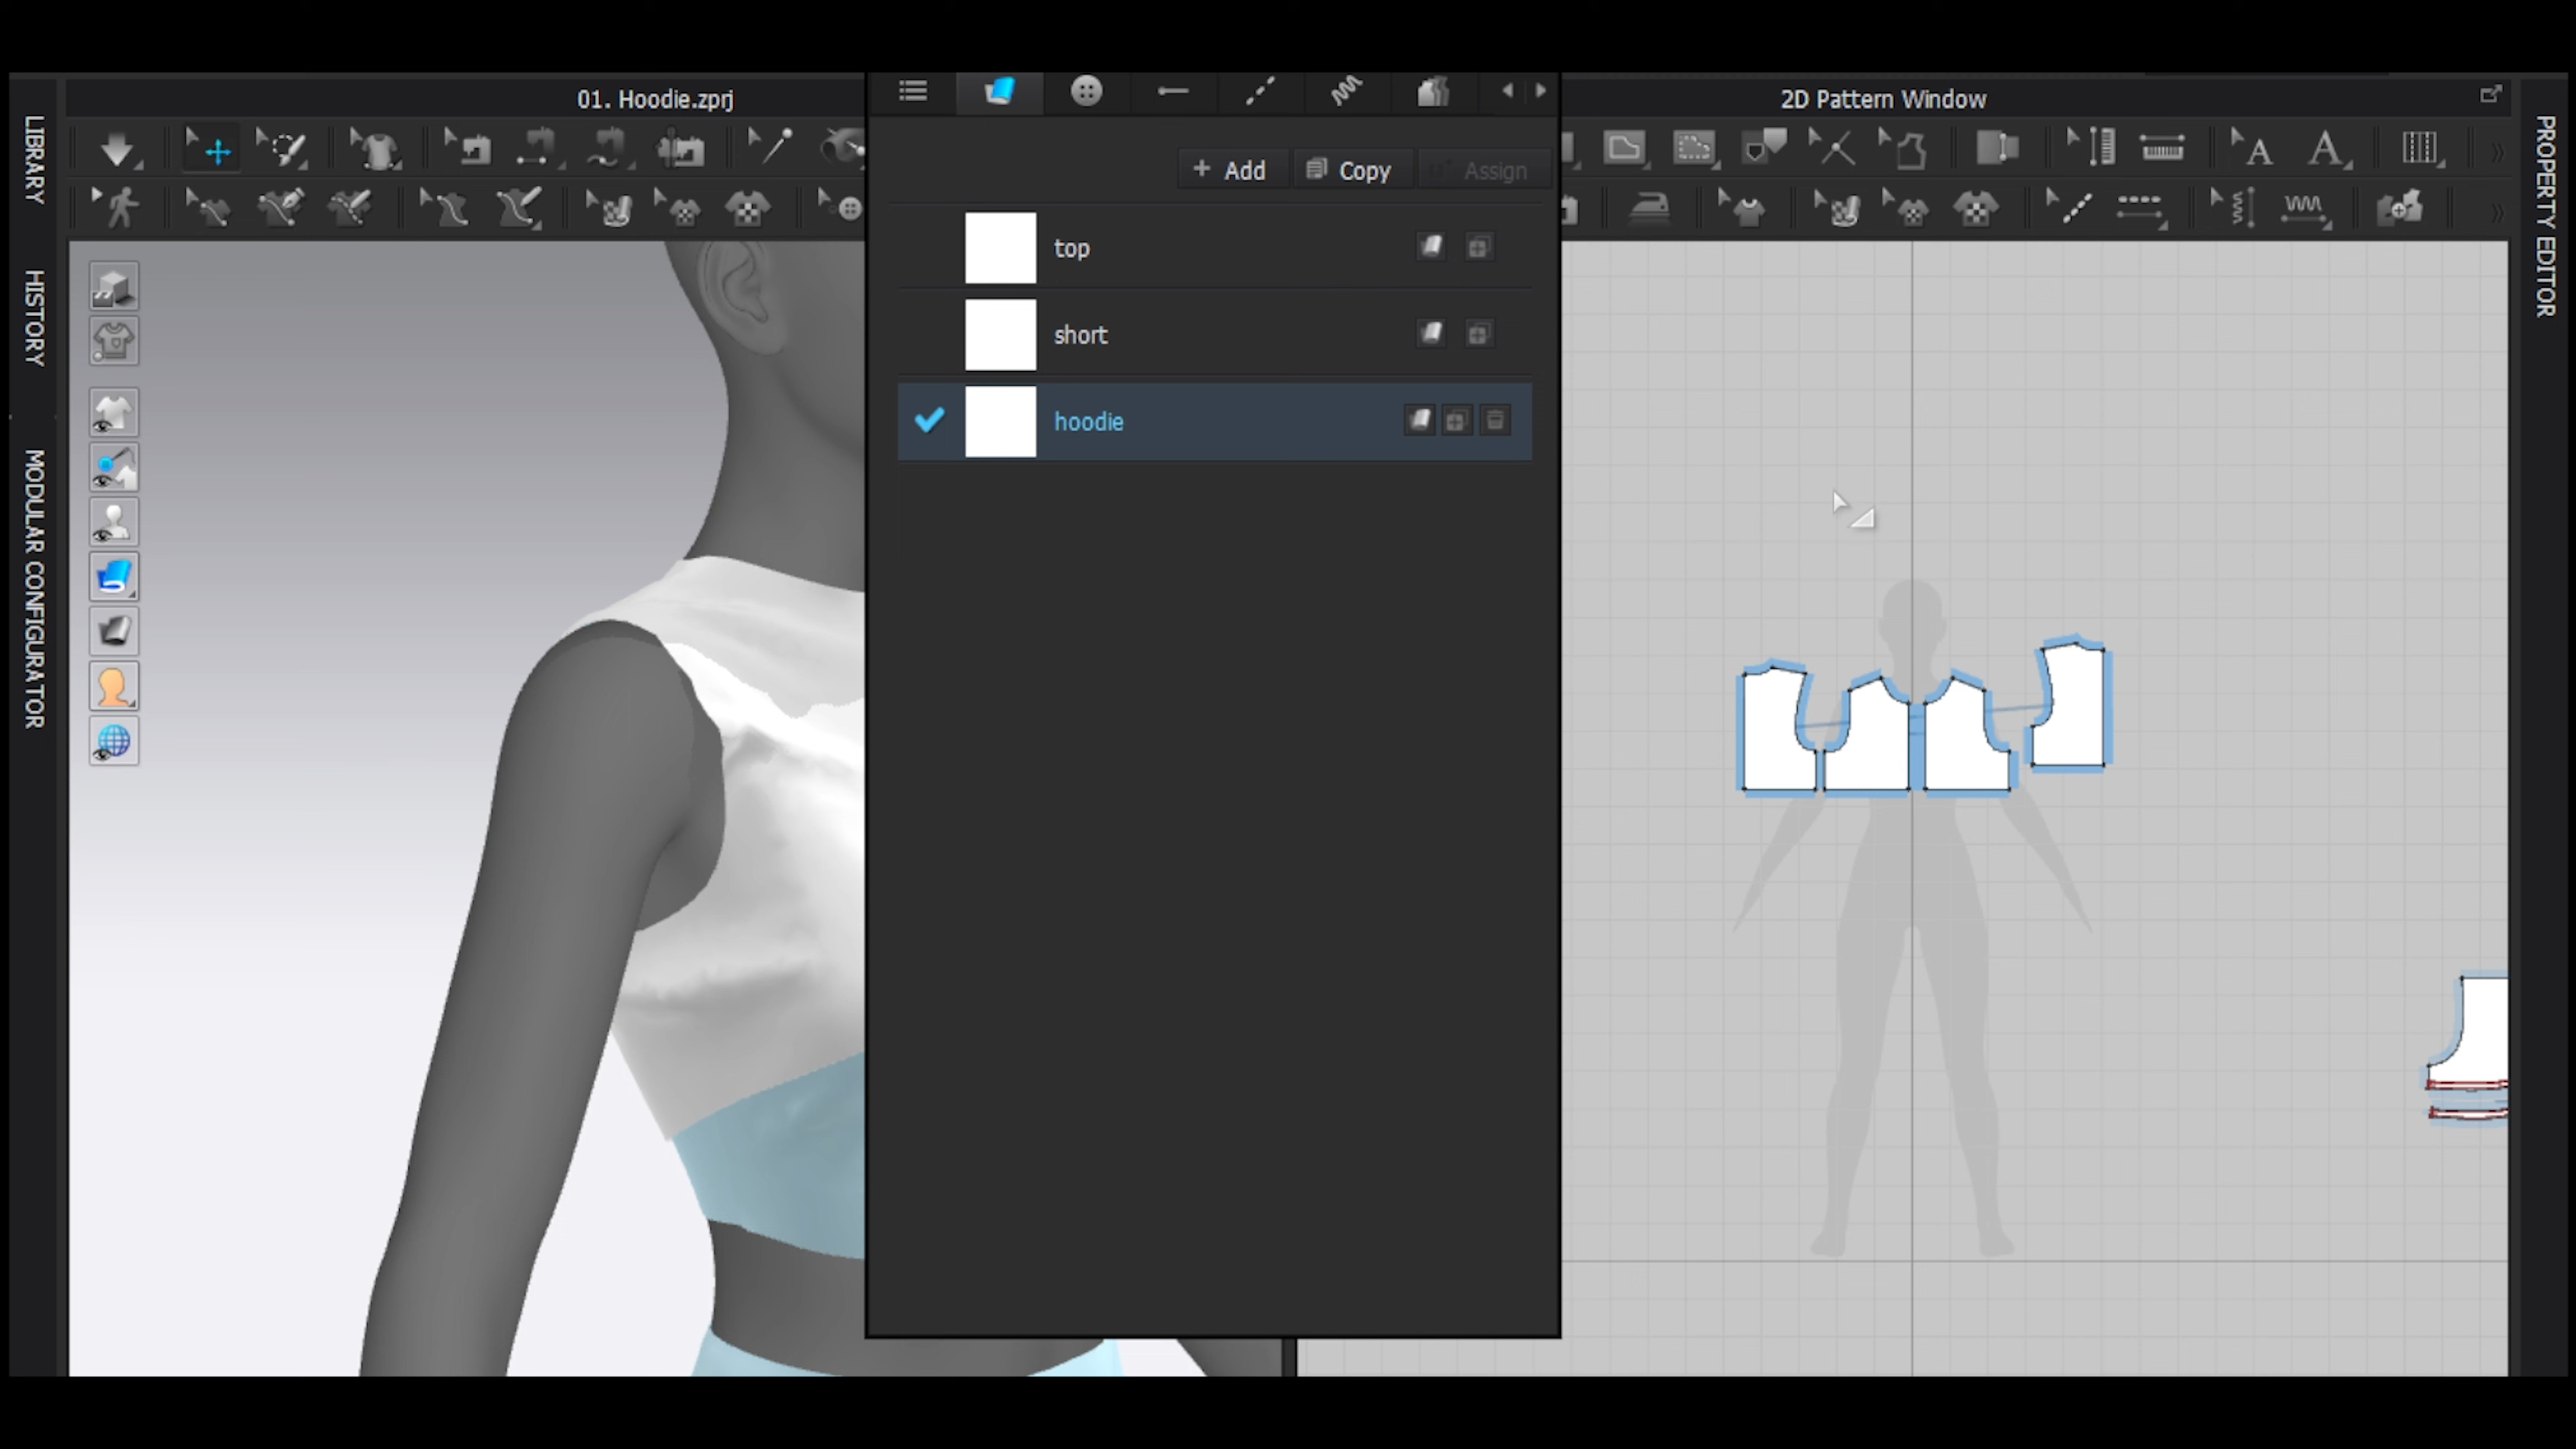 01. Hoodie.zprj
2D Pattern Window
LIBRARY
HISTORY
MODULAR CONFIGURATOR
PROPERTY EDITOR
+ Add
Copy
Assign
top
short
hoodie
A
A